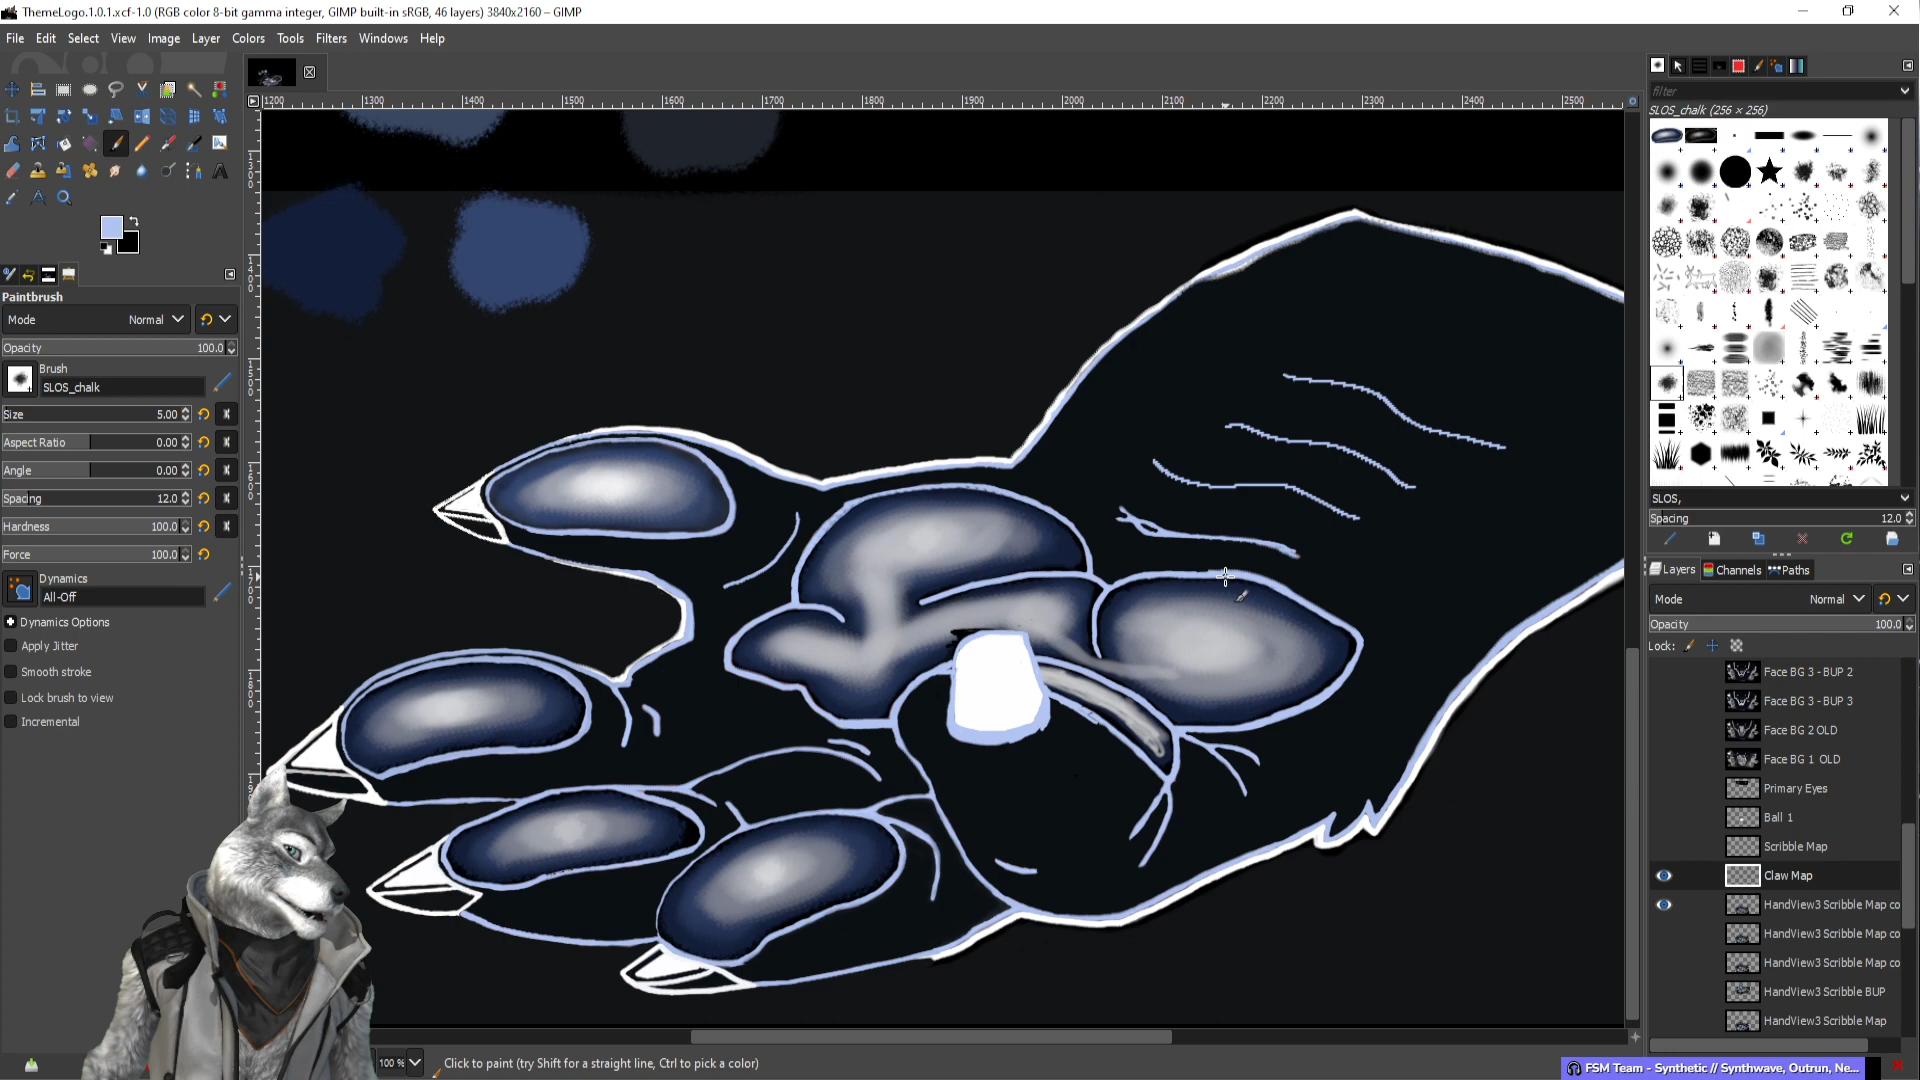 ThemeLogo.1.0.1.xcf-1.0 (RGB color 8-bit gamma integer, GIMP built-in sRGB, 46 layers) 3840x2160 – GIMP
File Edit Select View Image Layer Colors Tools Filters Windows Help
1200 1300 1400 1500 1600 1700 1800 1900 2000 2100 2200 2300 2400 2500
filter
SLOS_chalk (256 × 256)
Paintbrush
Mode Normal
Opacity 100.0
Brush
SLOS_chalk
Size 5.00
Aspect Ratio 0.00
Angle 0.00
Spacing 12.0
Hardness 100.0
Force 100.0
Dynamics
All-Off
Dynamics Options
Apply Jitter
Smooth stroke
Lock brush to view
Incremental
SLOS,
Spacing 12.0
Layers Channels Paths
Mode Normal
Opacity 100.0
Lock:
Face BG 3 - BUP 2
Face BG 3 - BUP 3
Face BG 2 OLD
Face BG 1 OLD
Primary Eyes
Ball 1
Scribble Map
Claw Map
HandView3 Scribble Map co
HandView3 Scribble Map co
HandView3 Scribble Map co
HandView3 Scribble BUP
HandView3 Scribble Map
100 % Click to paint (try Shift for a straight line, Ctrl to pick a color)
FSM Team - Synthetic // Synthwave, Outrun, Ne...